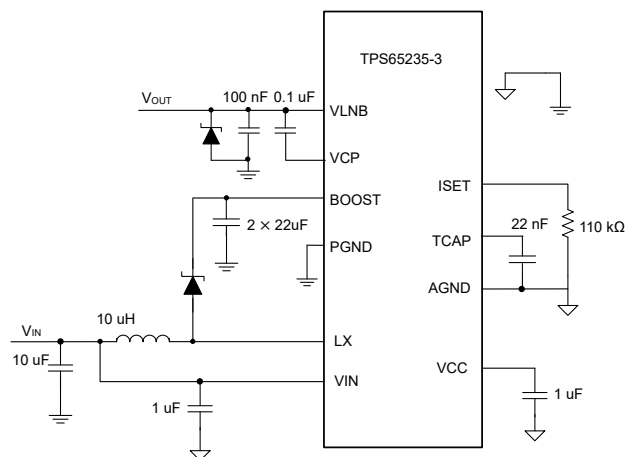 TPS65235-3
VOUT
100 nF
0.1 uF
VLNB
VCP
BOOST
2 × 22uF
PGND
ISET
TCAP
22 nF
110 kΩ
AGND
10 uH
VIN
LX
10 uF
VIN
1 uF
VCC
1 uF